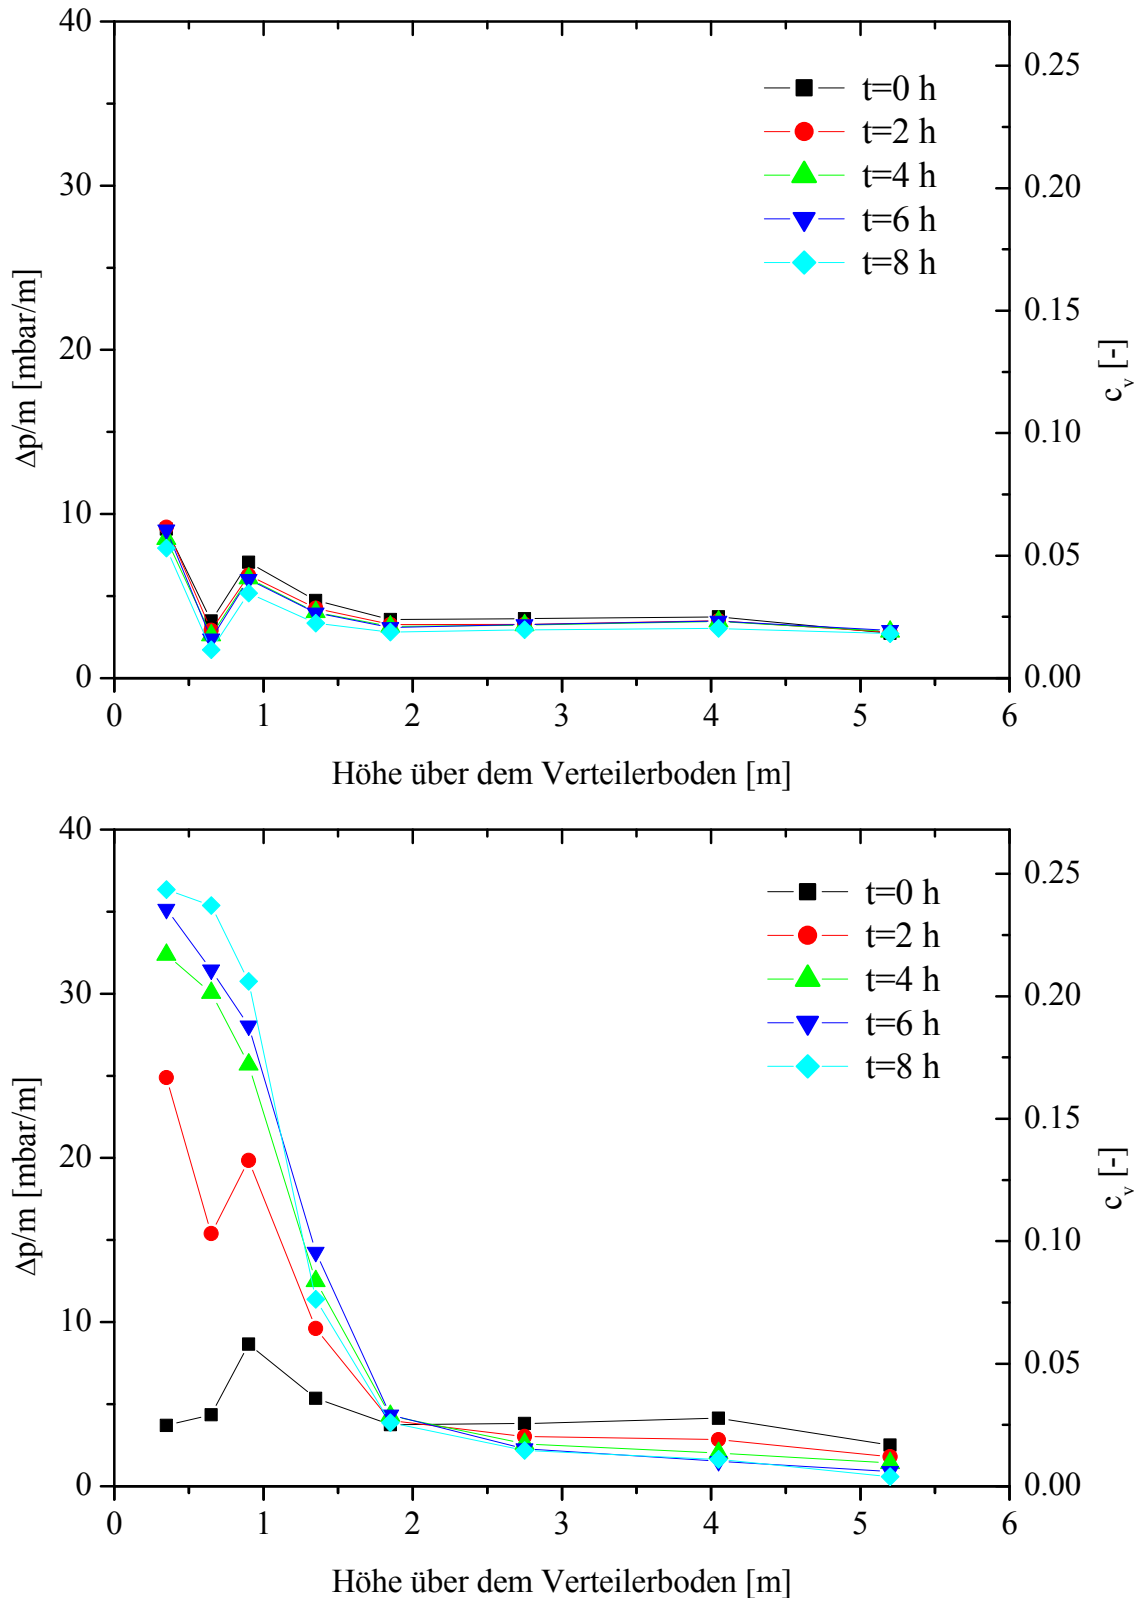 40
30
20
10
0
Δp/m [mbar/m]
0.25
0.20
0.15
0.10
0.05
0.00
c_v [-]
t=0 h
t=2 h
t=4 h
t=6 h
t=8 h
0 1 2 3 4 5 6
Höhe über dem Verteilerboden [m]
40
30
20
10
0
Δp/m [mbar/m]
0.25
0.20
0.15
0.10
0.05
0.00
c_v [-]
t=0 h
t=2 h
t=4 h
t=6 h
t=8 h
0 1 2 3 4 5 6
Höhe über dem Verteilerboden [m]